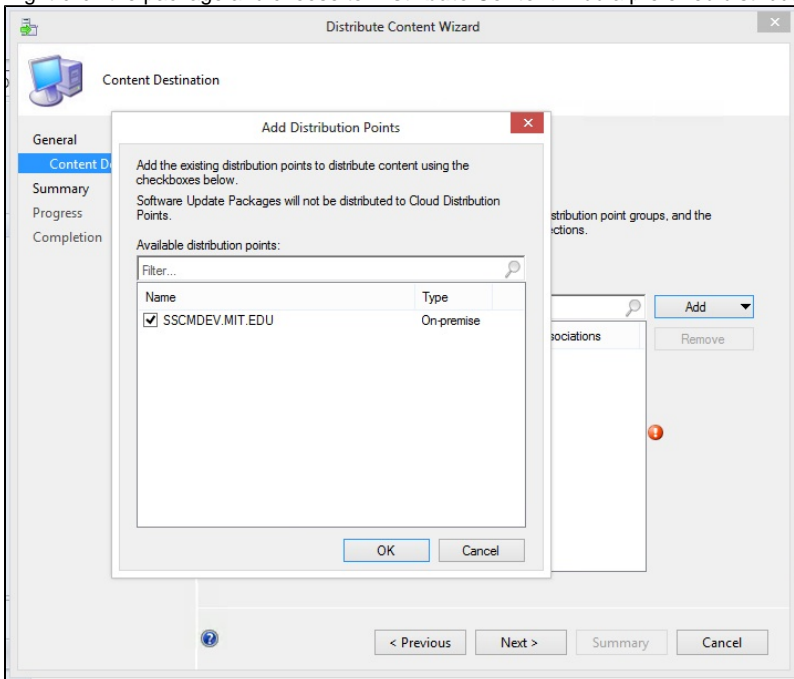 Distribute Content Wizard
Content Destination
General
Content D
Summary
Progress
Completion
Add Distribution Points
Add the existing distribution points to distribute content using the
checkboxes below.
Software Update Packages will not be distributed to Cloud Distribution
Points.
Available distribution points:
Filter...
Name Type
SSCMDEV.MIT.EDU On-premise
OK Cancel
stribution point groups, and the
ections.
Add
sociations
Remove
< Previous Next > Summary Cancel